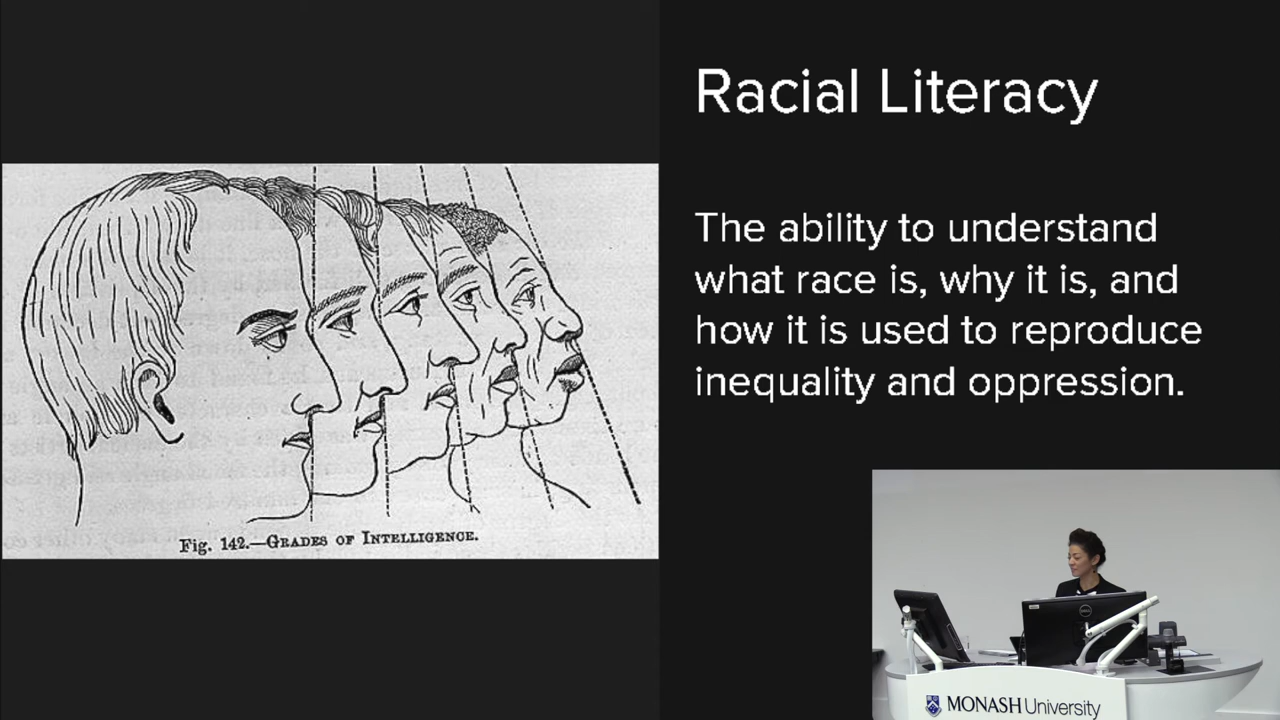 Racial Literacy
The ability to understand
what race is, why it is, and
how it is used to reproduce
inequality and oppression.
Fig. 142.—Grades of Intelligence.
MONASH University